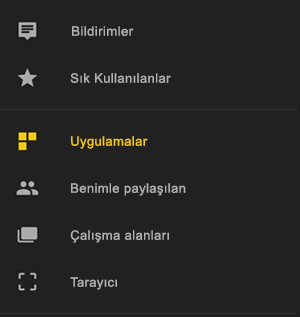 Bildirimler
Sık Kullanılanlar
Uygulamalar
Benimle paylaşılan
Çalışma alanları
Tarayıcı